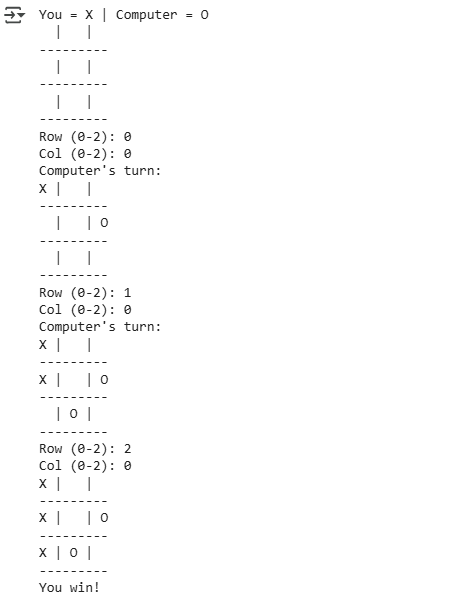 You = X | Computer = O
  |   |
---------
  |   |
---------
  |   |
---------
Row (0-2): 0
Col (0-2): 0
Computer's turn:
X |   |
---------
  |   | O
---------
  |   |
---------
Row (0-2): 1
Col (0-2): 0
Computer's turn:
X |   |
---------
X |   | O
---------
  | O |
---------
Row (0-2): 2
Col (0-2): 0
X |   |
---------
X |   | O
---------
X | O |
---------
You win!